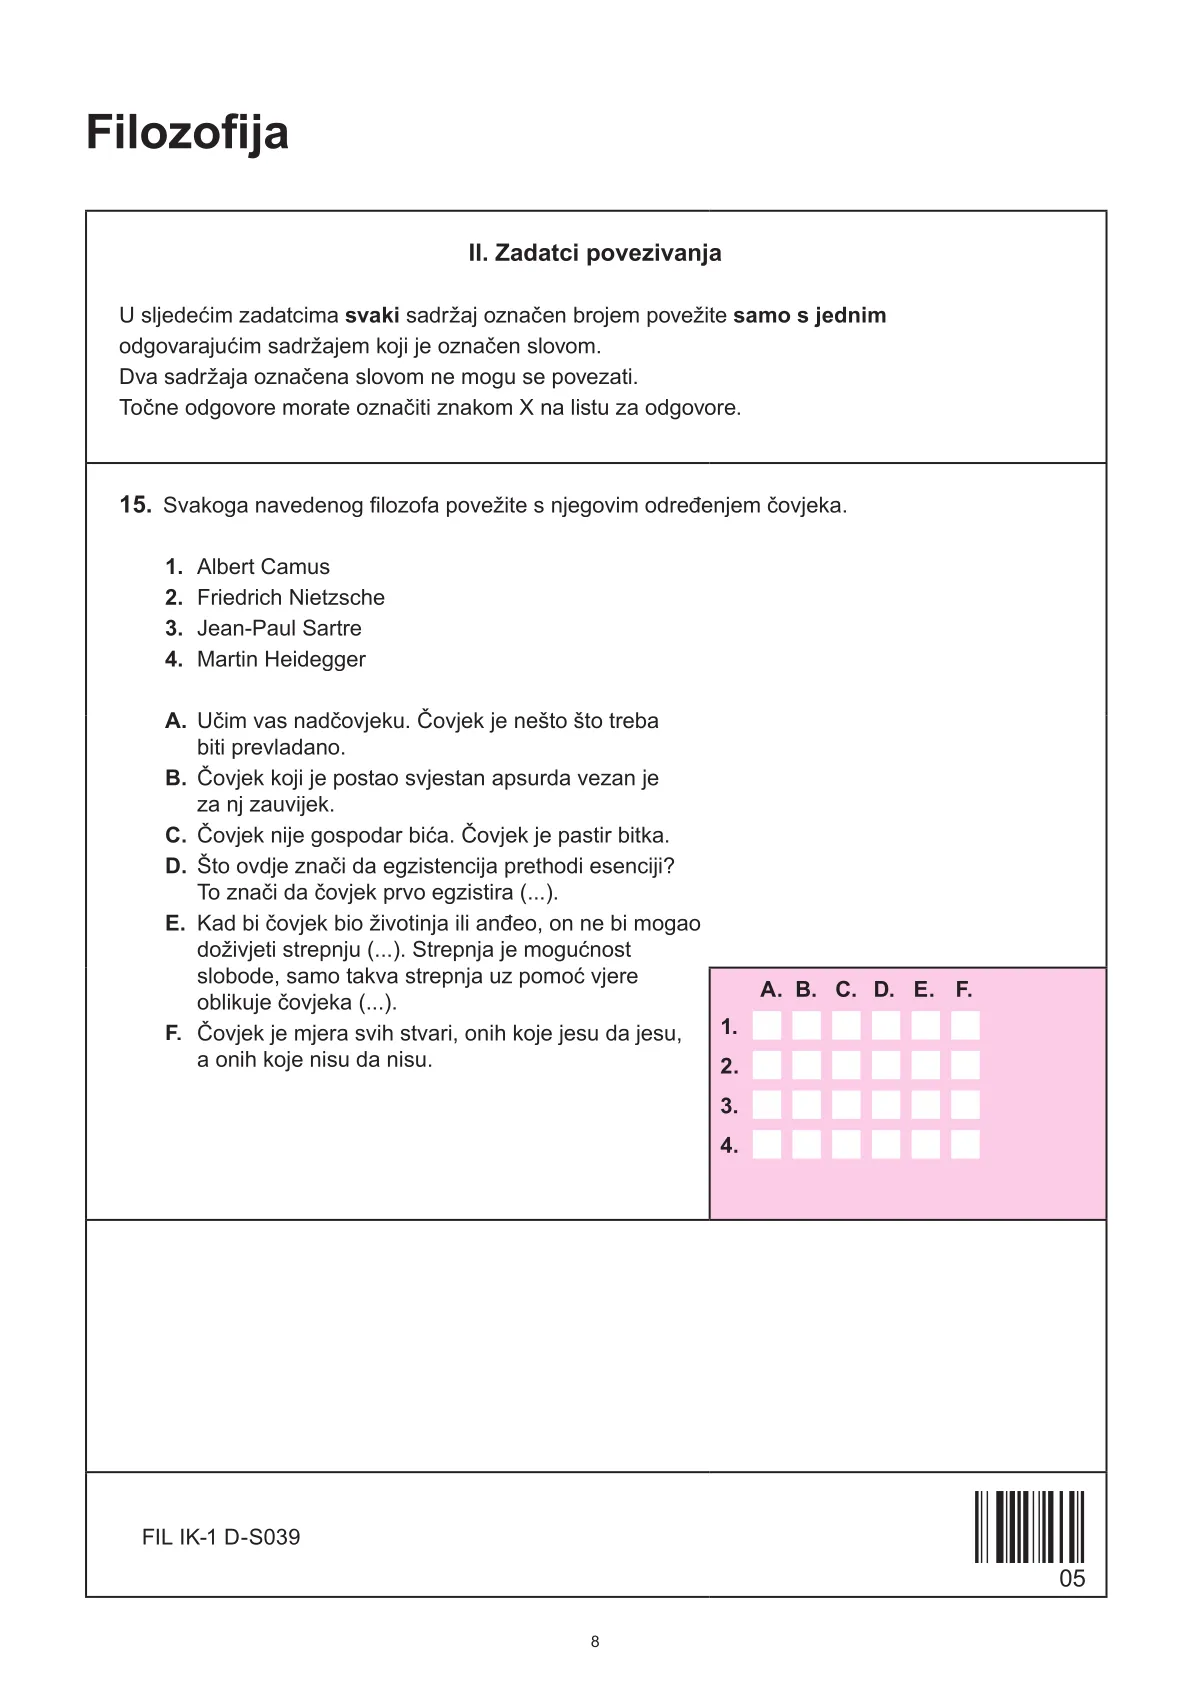 Filozofija
II. Zadatci povezivanja
U sljedećim zadatcima svaki sadržaj označen brojem povežite samo s jednim
odgovarajućim sadržajem koji je označen slovom.
Dva sadržaja označena slovom ne mogu se povezati.
Točne odgovore morate označiti znakom X na listu za odgovore.
15. Svakoga navedenog filozofa povežite s njegovim određenjem čovjeka.
1. Albert Camus
2. Friedrich Nietzsche
3. Jean-Paul Sartre
4. Martin Heidegger
A. Učim vas nadčovjeku. Čovjek je nešto što treba
biti prevladano.
B. Čovjek koji je postao svjestan apsurda vezan je
za nj zauvijek.
C. Čovjek nije gospodar bića. Čovjek je pastir bitka.
D. Što ovdje znači da egzistencija prethodi esenciji?
To znači da čovjek prvo egzistira (...).
E. Kad bi čovjek bio životinja ili anđeo, on ne bi mogao
doživjeti strepnju (...). Strepnja je mogućnost
slobode, samo takva strepnja uz pomoć vjere
oblikuje čovjeka (...).
F. Čovjek je mjera svih stvari, onih koje jesu da jesu,
a onih koje nisu da nisu.
A. B. C. D. E. F.
1.
2.
3.
4.
FIL IK-1 D-S039
05
8